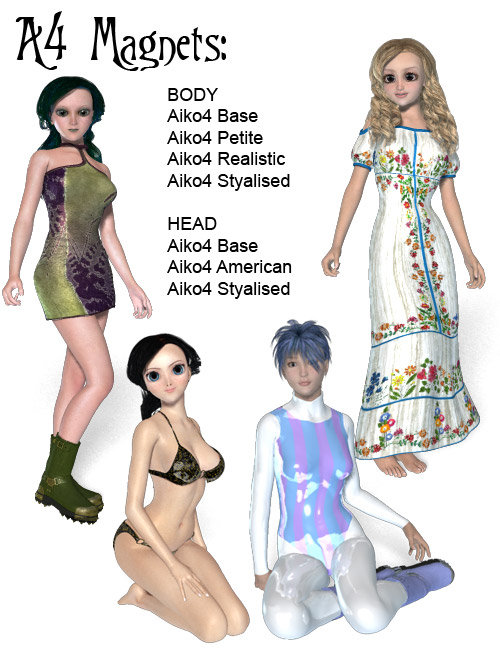 A4 Magnets:
BODY
Aiko4 Base
Aiko4 Petite
Aiko4 Realistic
Aiko4 Styalised
HEAD
Aiko4 Base
Aiko4 American
Aiko4 Styalised